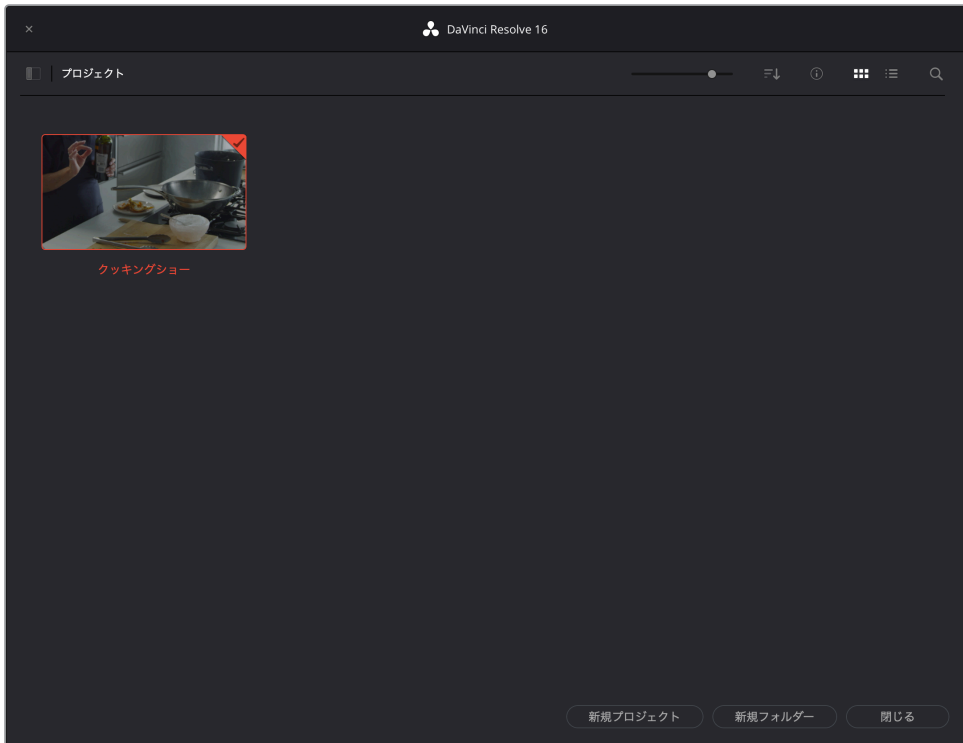 DaVinci Resolve 16
プロジェクト
クッキングショー
新規プロジェクト
新規フォルダー
閉じる